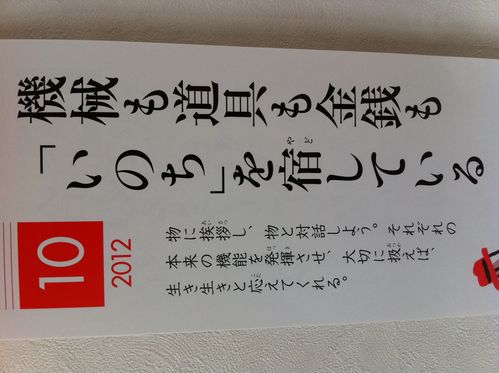 機械も道具も金銭も
「いのち」を宿している
物に挨拶し、物と対話しよう。それぞれの
本来の機能を発揮させ、大切に扱えば、
生き生きと応えてくれる。
10
2012